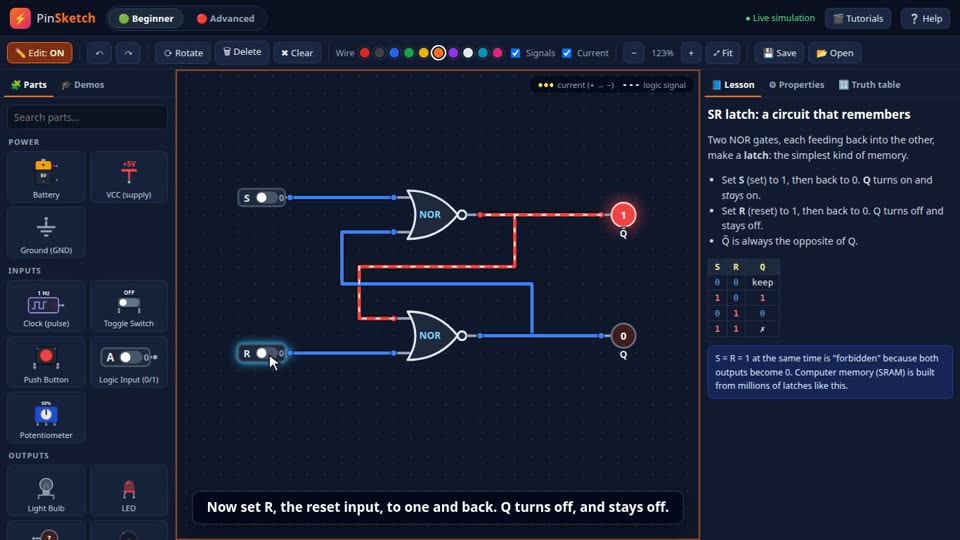 PinSketch
Beginner
Advanced
Live simulation
Tutorials
? Help
Edit: ON
Rotate
Delete
Clear
Wire
Signals
Current
−
123%
+
Fit
Save
Open
Parts
Demos
Search parts...
POWER
5V
Battery
+5V
VCC (supply)
Ground (GND)
INPUTS
1 Hz
Clock (pulse)
OFF
Toggle Switch
Push Button
A 0
Logic Input (0/1)
50%
Potentiometer
OUTPUTS
Light Bulb
LED
?
current (+ → −)
logic signal
S 0
NOR
1
Q̄
R 0
NOR
0
Q
Now set R, the reset input, to one and back. Q turns off, and stays off.
Lesson
Properties
Truth table
SR latch: a circuit that remembers
Two NOR gates, each feeding back into the other,
make a latch: the simplest kind of memory.
• Set S (set) to 1, then back to 0. Q turns on and
stays on.
• Set R (reset) to 1, then back to 0. Q turns off and
stays off.
• Q̄ is always the opposite of Q.
S R Q
0 0 keep
1 0 1
0 1 0
1 1 ✗
S = R = 1 at the same time is "forbidden" because both
outputs become 0. Computer memory (SRAM) is built
from millions of latches like this.